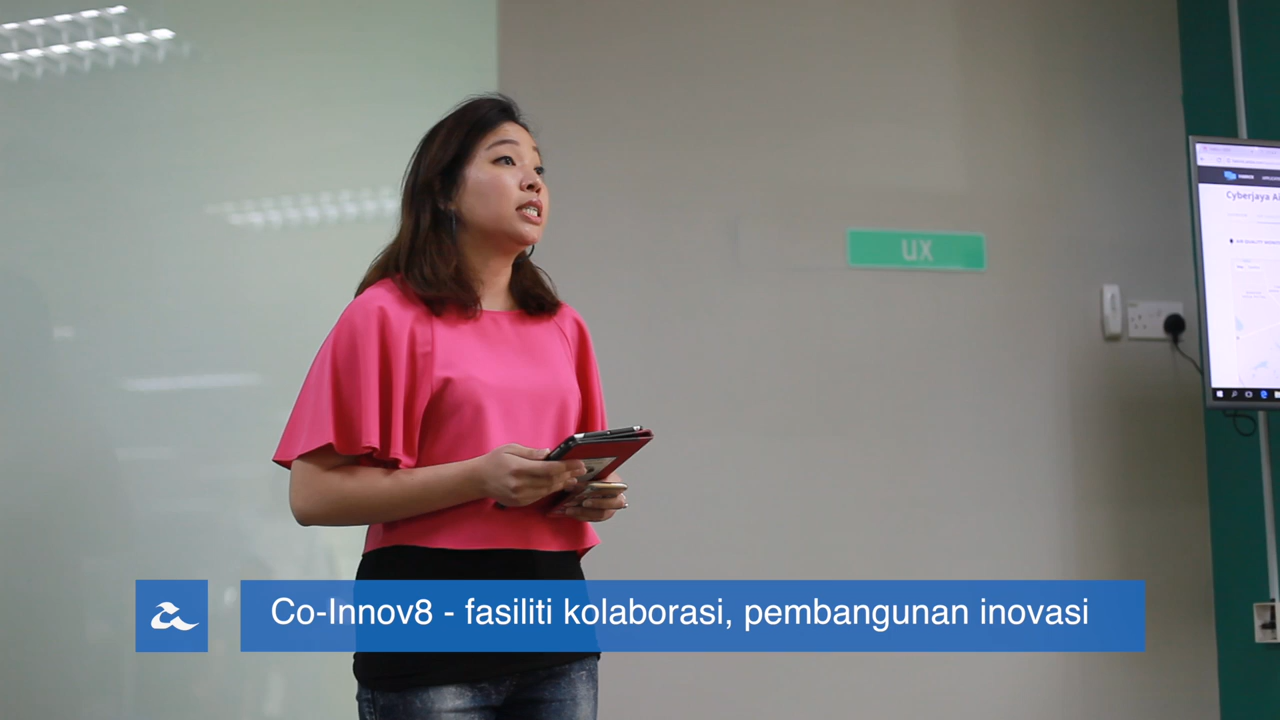 UX
Cyberjaya
Co-Innov8 - fasiliti kolaborasi, pembangunan inovasi